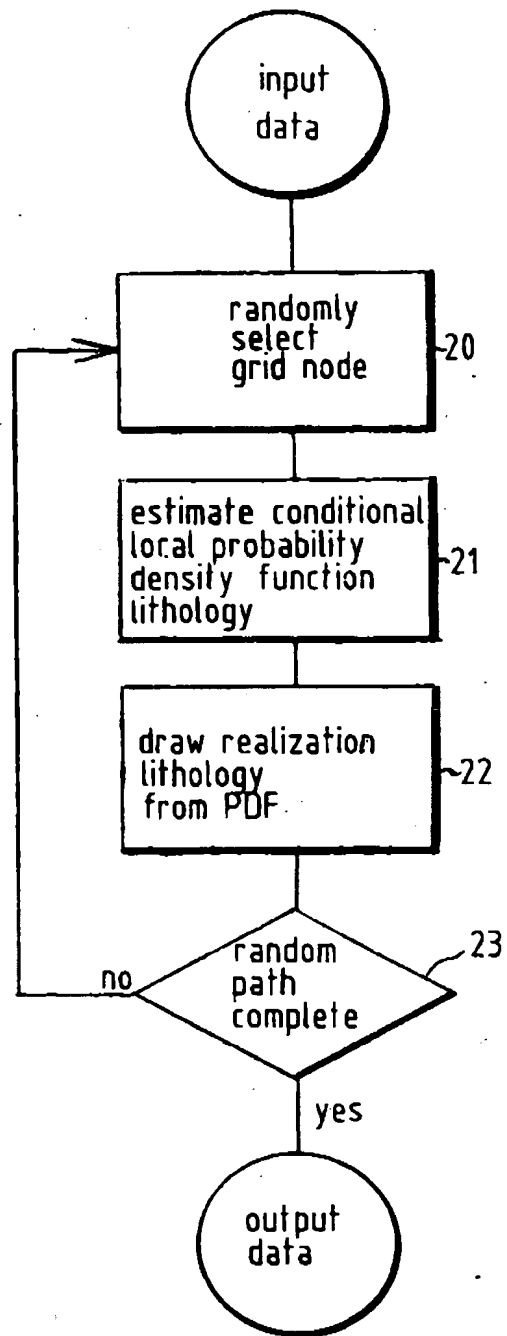 input
data
randomly
select
grid node
20
estimate conditional
local probability
density function
lithology
21
draw realization
lithology
from PDF
22
random
path
complete
23
no
yes
output
data